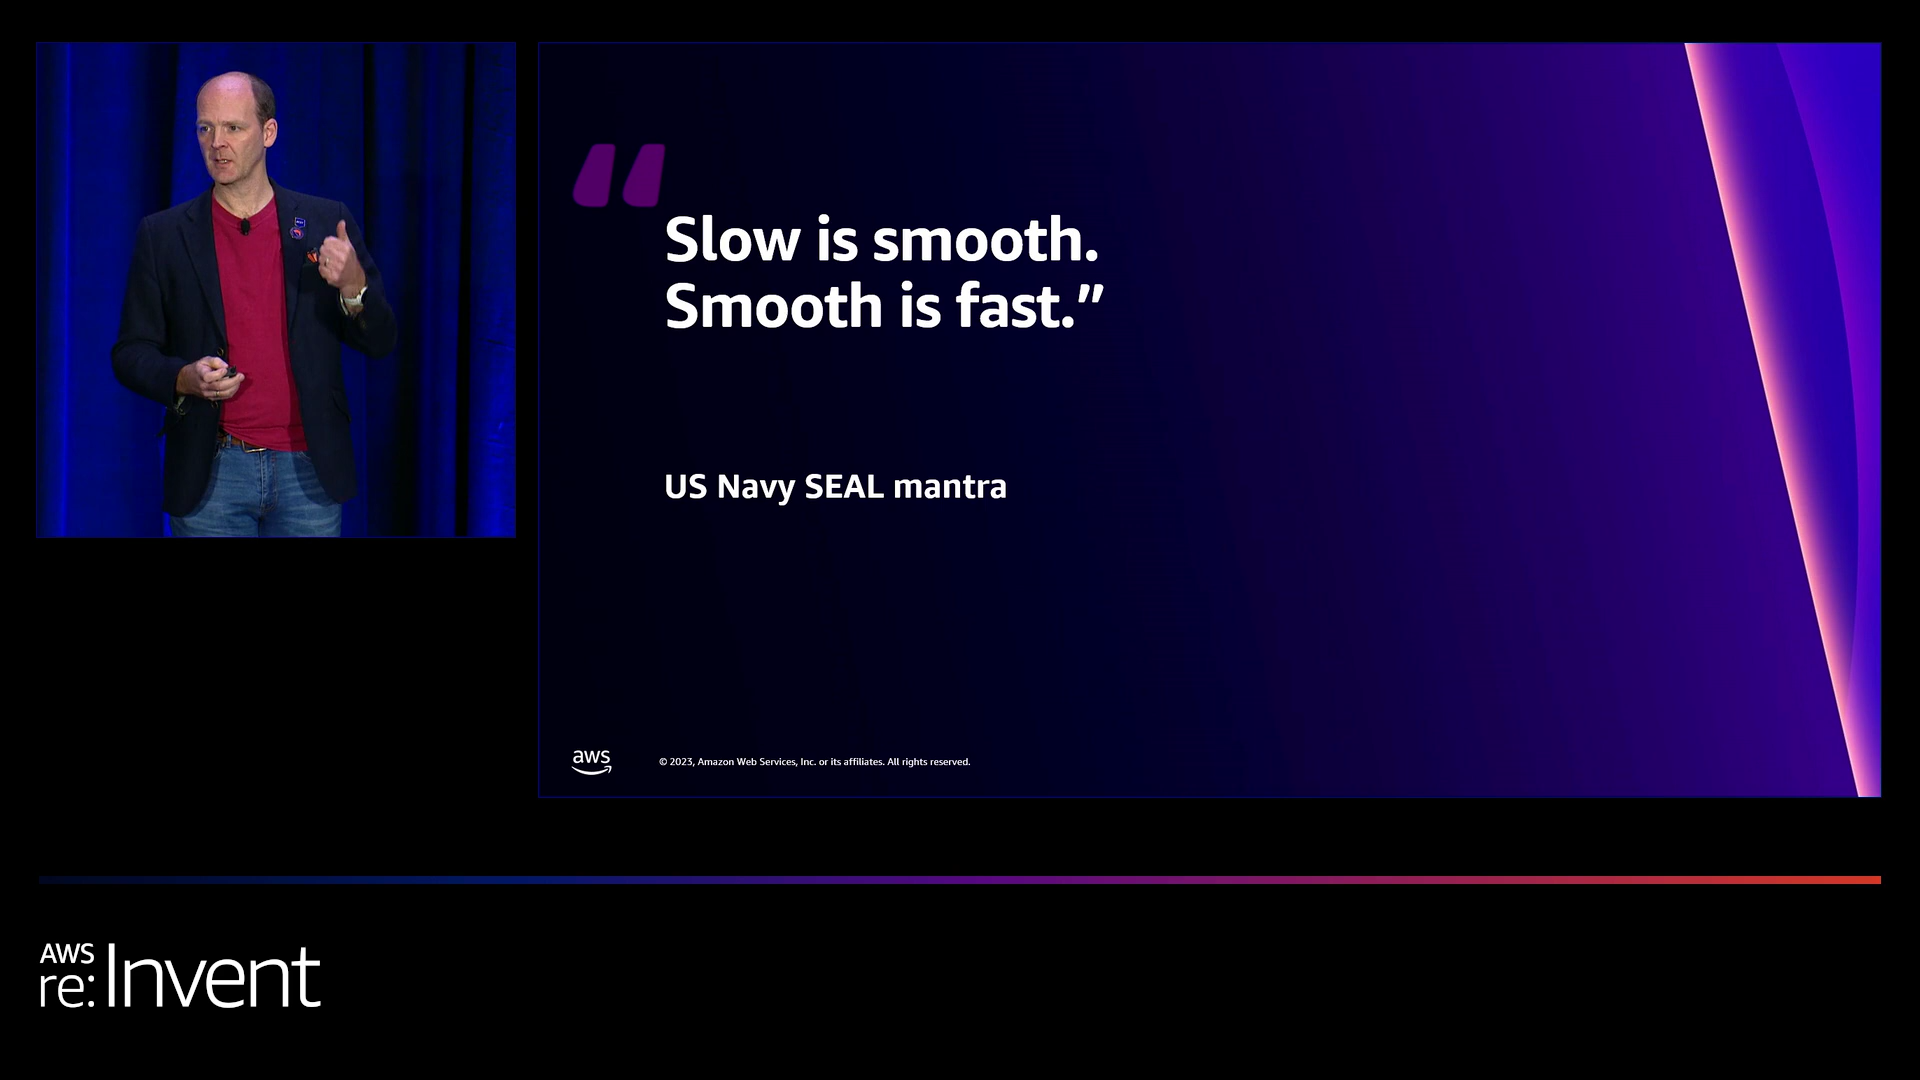 “
Slow is smooth.
Smooth is fast.”
US Navy SEAL mantra
aws
© 2023, Amazon Web Services, Inc. or its affiliates. All rights reserved.
AWS
re:Invent